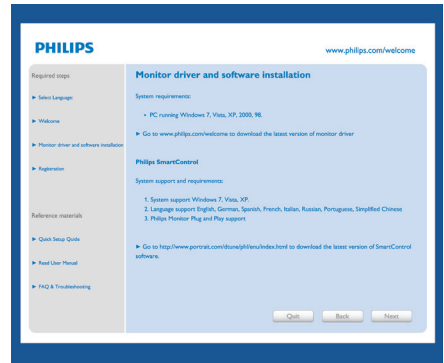 PHILIPS
www.philips.com/welcome
Required steps
► Select Language:
► Welcome
► Monitor driver and software installation
► Registration
Reference materials
► Quick Setup Quide
► Read User Manual
► FAQ & Troubleshooting
Monitor driver and software installation
System requirements:
• PC running Windows 7, Vista, XP, 2000, 98.
► Go to www.philips.com/welcome to download the latest version of monitor driver
Philips SmartControl
System support and requirements:
1. System support Windows 7, Vista, XP.
2. Language support English, German, Spanish, French, Italian, Russian, Portuguese, Simplified Chinese
3. Philips Monitor Plug and Play support
► Go to http://www.portrait.com/dtune/phl/enu/index.html to download the latest version of SmartControl
software.
Quit
Back
Next